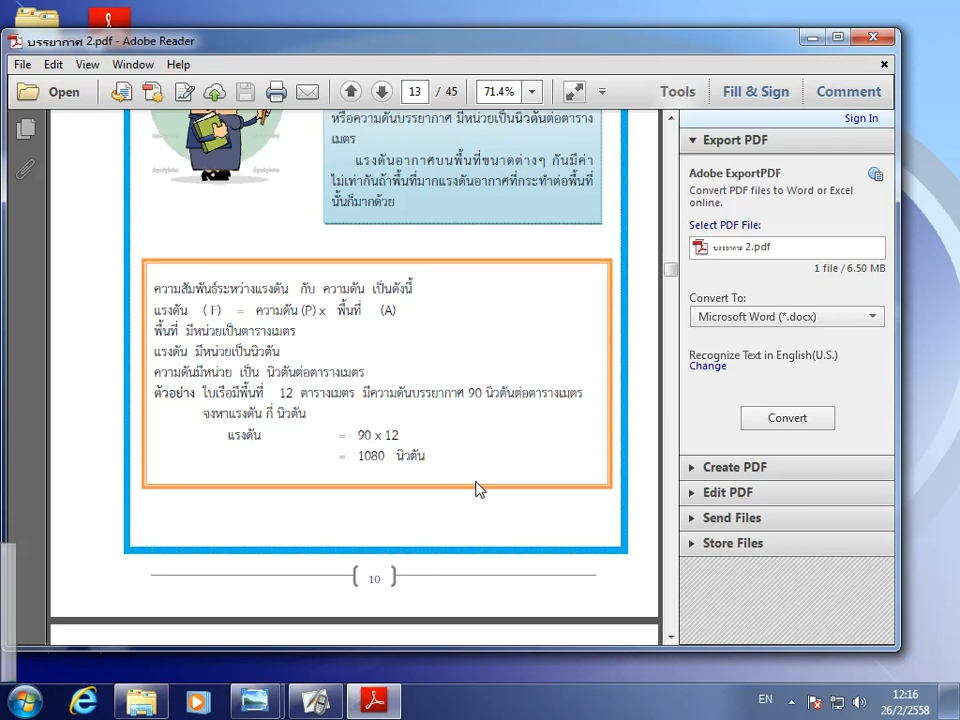 บรรยากาศ 2.pdf - Adobe Reader
File Edit View Window Help
Open 13 / 45 71.4% Tools Fill & Sign Comment
Sign In
หรือความดันบรรยากาศ มีหน่วยเป็นนิวตันต่อตาราง
เมตร
แรงดันอากาศบนพื้นที่ขนาดต่างๆ กันมีค่า
ไม่เท่ากันถ้าพื้นที่มากแรงดันอากาศที่กระทำต่อพื้นที่
นั้นก็มากด้วย
ความสัมพันธ์ระหว่างแรงดัน กับ ความดัน เป็นดังนี้
แรงดัน ( F) = ความดัน (P) x พื้นที่ (A)
พื้นที่ มีหน่วยเป็นตารางเมตร
แรงดัน มีหน่วยเป็นนิวตัน
ความดันมีหน่วย เป็น นิวตันต่อตารางเมตร
ตัวอย่าง ใบเรือมีพื้นที่ 12 ตารางเมตร มีความดันบรรยากาศ 90 นิวตันต่อตารางเมตร
จงหาแรงดัน กี่ นิวตัน
แรงดัน = 90 x 12
= 1080 นิวตัน
10
Export PDF
Adobe ExportPDF
Convert PDF files to Word or Excel
online.
Select PDF File:
บรรยากาศ 2.pdf
1 file / 6.50 MB
Convert To:
Microsoft Word (*.docx)
Recognize Text in English(U.S.)
Change
Convert
Create PDF
Edit PDF
Send Files
Store Files
EN
12:16
26/2/2558